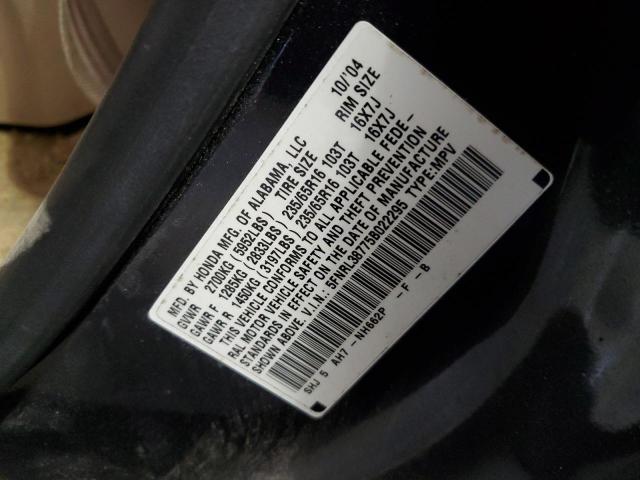 MFD. BY HONDA MFG. OF ALABAMA, LLC 10/'04
GVWR 2700KG (5952LBS) TIRE SIZE RIM SIZE
GAWR F 1285KG (2833LBS) 235/65R16 103T 16X7J
GAWR R 1450KG (3197LBS) 235/65R16 103T 16X7J
THIS VEHICLE CONFORMS TO ALL APPLICABLE FEDE-
RAL MOTOR VEHICLE SAFETY AND THEFT PREVENTION
STANDARDS IN EFFECT ON THE DATE OF MANUFACTURE
SHOWN ABOVE. V.I.N.: 5FNRL38775B022295 TYPE:MPV
SHJ 5 AH7 -NH662P -F -B